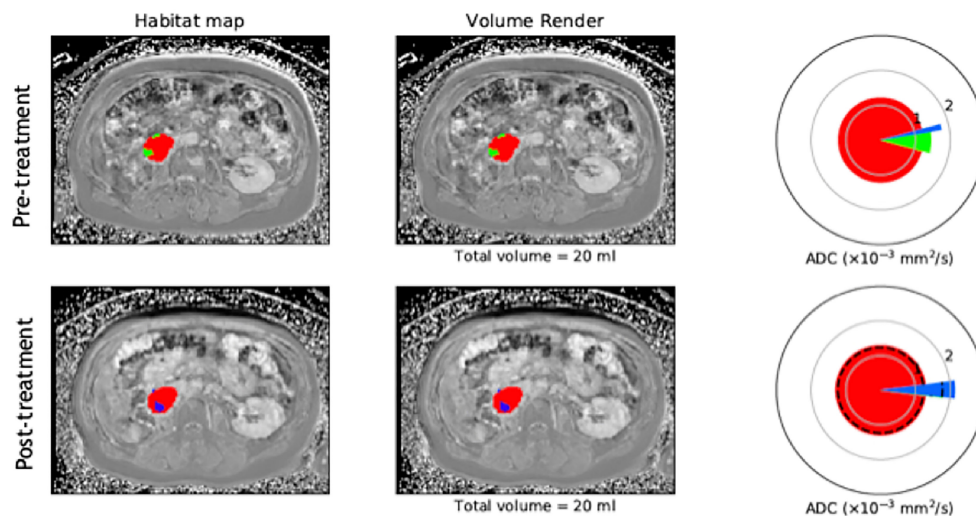 Habitat map
Volume Render
Pre-treatment
1
2
Total volume = 20 ml
ADC (×10⁻³ mm²/s)
Post-treatment
2
Total volume = 20 ml
ADC (×10⁻³ mm²/s)